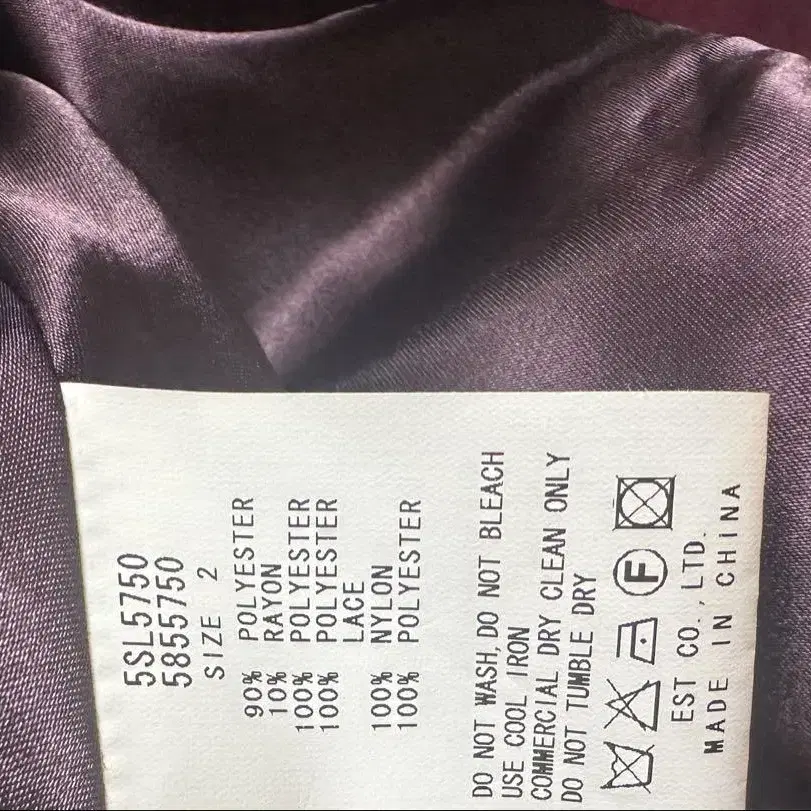 5SL5750
5855750
SIZE 2
90% POLYESTER
10% RAYON
100% POLYESTER
100% POLYESTER
LACE
100% NYLON
100% POLYESTER
DO NOT WASH, DO NOT BLEACH
USE COOL IRON
COMMERCIAL DRY CLEAN ONLY
DO NOT TUMBLE DRY
F
EST CO.,LTD.
MADE IN CHINA